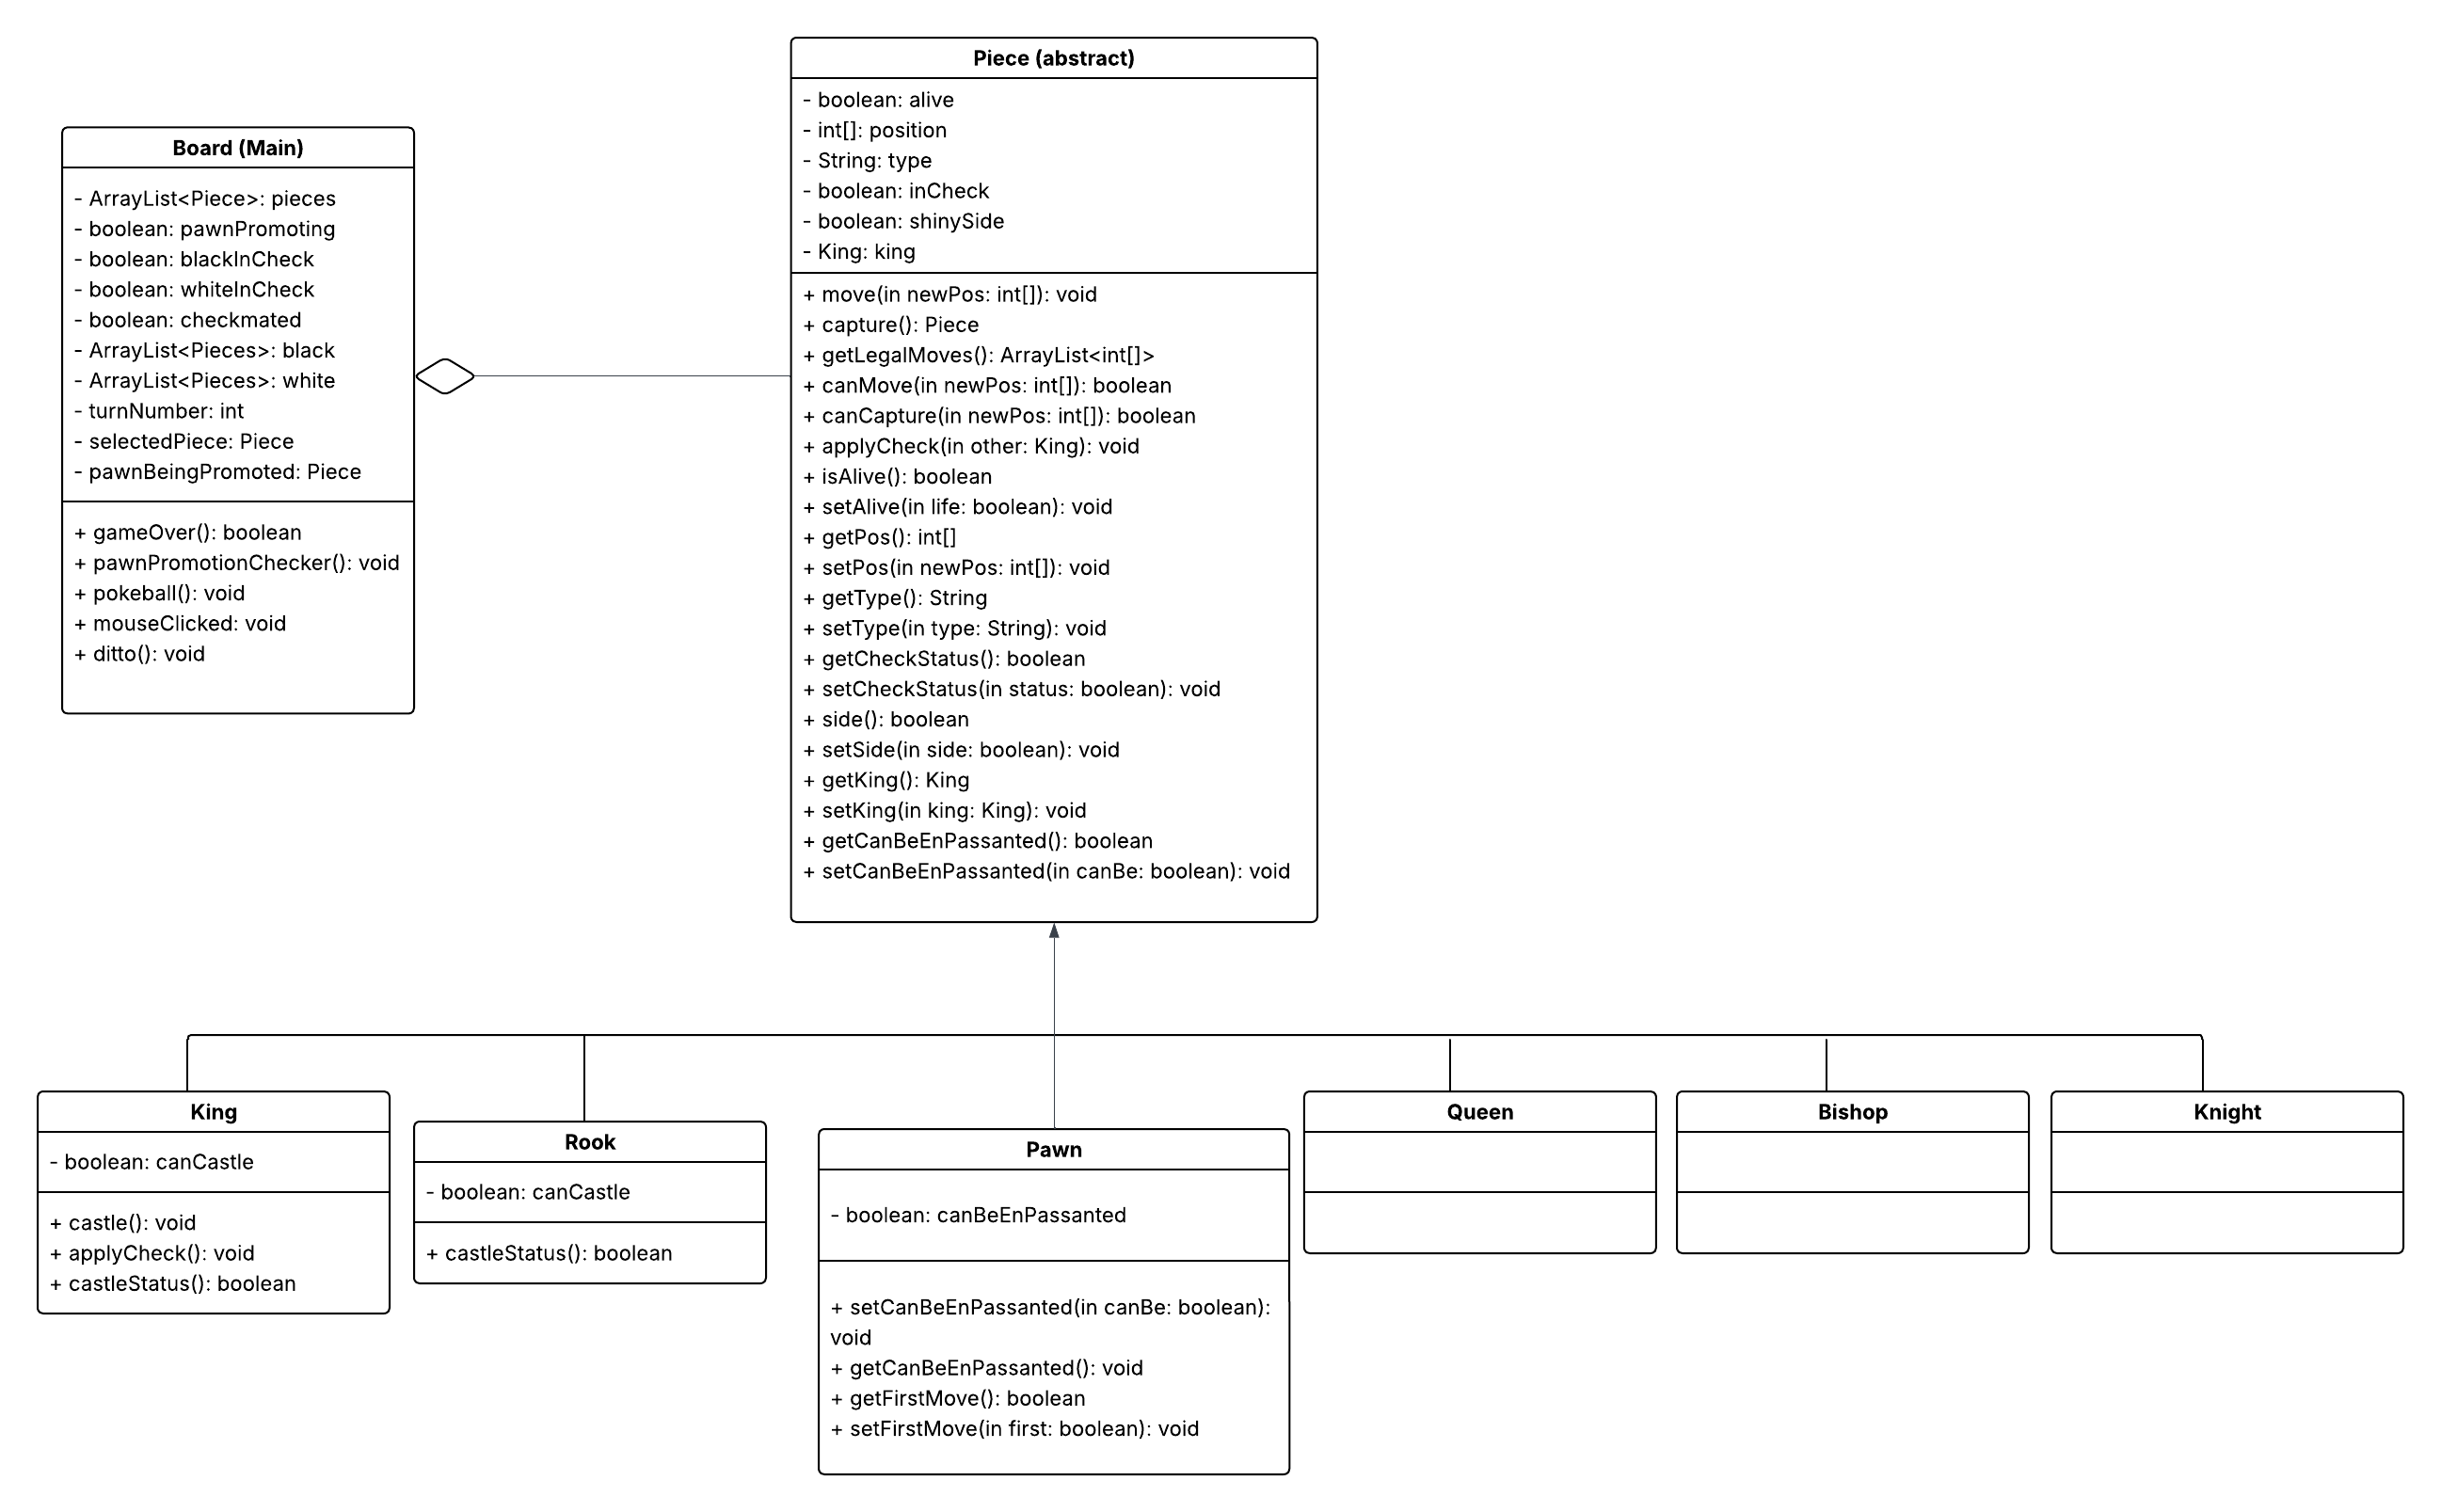 Piece (abstract)
- boolean: alive
- int[]: position
- String: type
- boolean: inCheck
- boolean: shinySide
- King: king
+ move(in newPos: int[]): void
+ capture(): Piece
+ getLegalMoves(): ArrayList<int[]>
+ canMove(in newPos: int[]): boolean
+ canCapture(in newPos: int[]): boolean
+ applyCheck(in other: King): void
+ isAlive(): boolean
+ setAlive(in life: boolean): void
+ getPos(): int[]
+ setPos(in newPos: int[]): void
+ getType(): String
+ setType(in type: String): void
+ getCheckStatus(): boolean
+ setCheckStatus(in status: boolean): void
+ side(): boolean
+ setSide(in side: boolean): void
+ getKing(): King
+ setKing(in king: King): void
+ getCanBeEnPassanted(): boolean
+ setCanBeEnPassanted(in canBe: boolean): void
Board (Main)
- ArrayList<Piece>: pieces
- boolean: pawnPromoting
- boolean: blackInCheck
- boolean: whiteInCheck
- boolean: checkmated
- ArrayList<Pieces>: black
- ArrayList<Pieces>: white
- turnNumber: int
- selectedPiece: Piece
- pawnBeingPromoted: Piece
+ gameOver(): boolean
+ pawnPromotionChecker(): void
+ pokeball(): void
+ mouseClicked: void
+ ditto(): void
King
- boolean: canCastle
+ castle(): void
+ applyCheck(): void
+ castleStatus(): boolean
Rook
- boolean: canCastle
+ castleStatus(): boolean
Pawn
- boolean: canBeEnPassanted
+ setCanBeEnPassanted(in canBe: boolean):
void
+ getCanBeEnPassanted(): void
+ getFirstMove(): boolean
+ setFirstMove(in first: boolean): void
Queen
Bishop
Knight